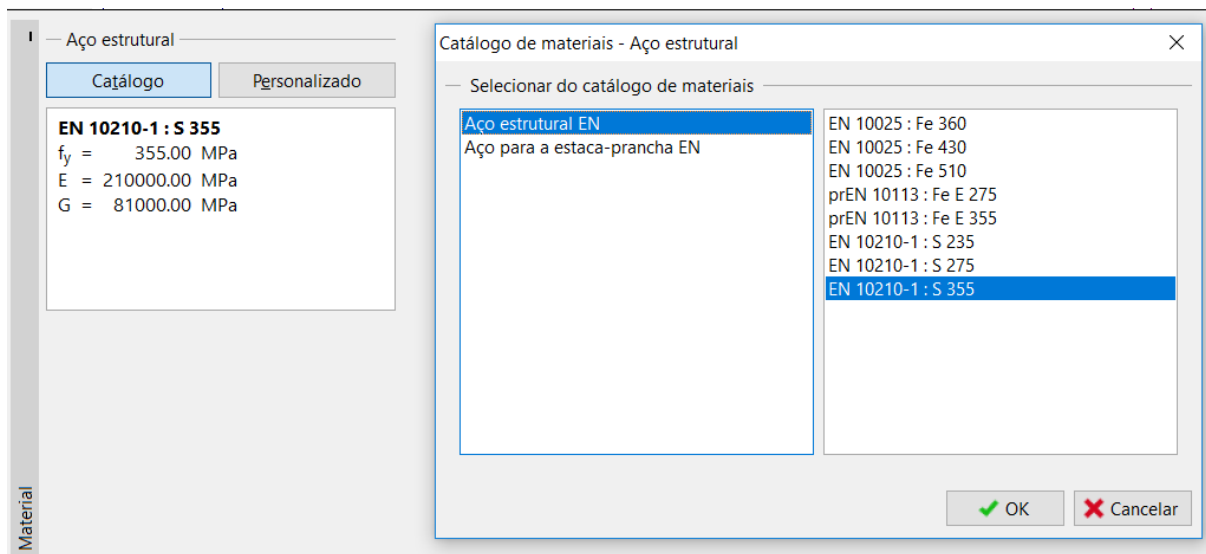 Aço estrutural
Catálogo
Personalizado
EN 10210-1 : S 355
fy = 355.00 MPa
E = 210000.00 MPa
G = 81000.00 MPa
Material
Catálogo de materiais - Aço estrutural
Selecionar do catálogo de materiais
Aço estrutural EN
Aço para a estaca-prancha EN
EN 10025 : Fe 360
EN 10025 : Fe 430
EN 10025 : Fe 510
prEN 10113 : Fe E 275
prEN 10113 : Fe E 355
EN 10210-1 : S 235
EN 10210-1 : S 275
EN 10210-1 : S 355
OK
Cancelar